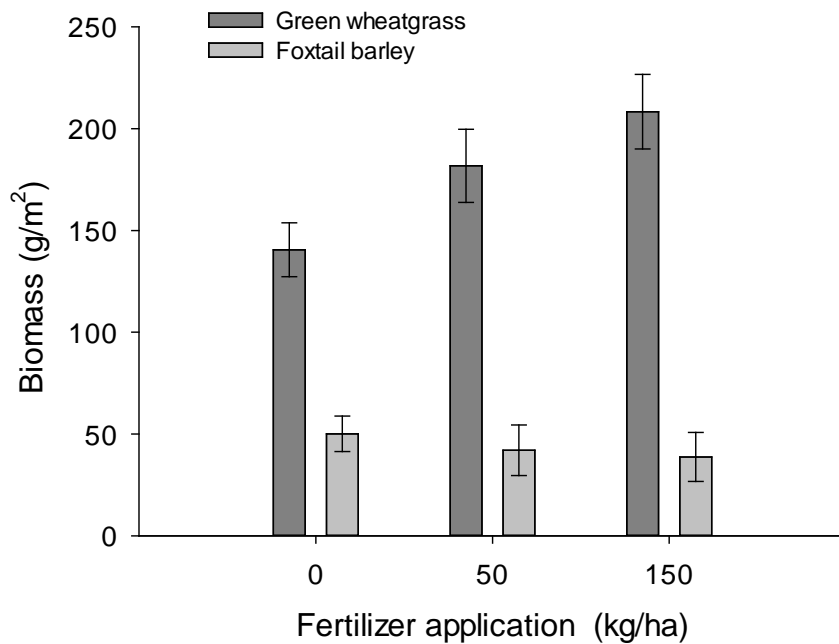 Green wheatgrass
Foxtail barley
250
200
150
100
50
0
Biomass (g/m²)
0 50 150
Fertilizer application (kg/ha)